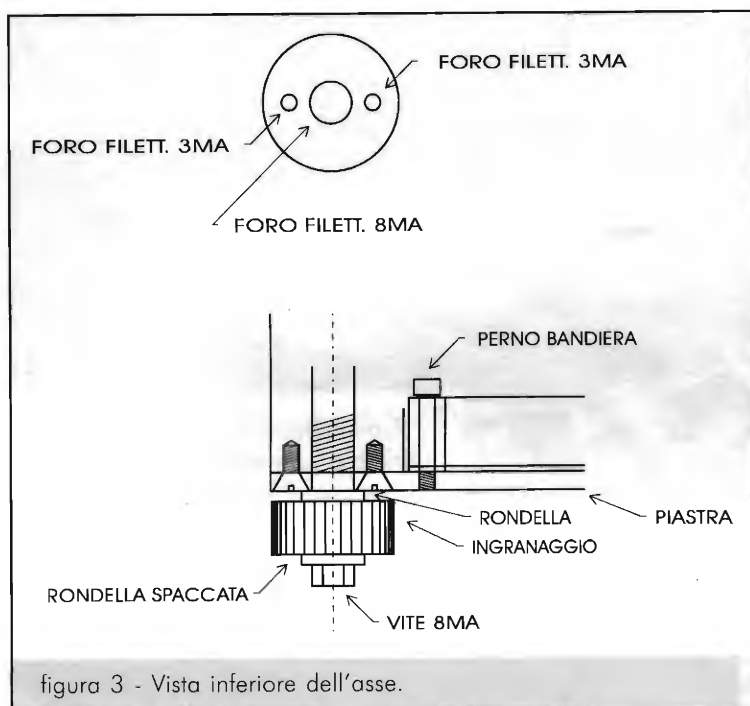 FORO FILETT. 3MA
FORO FILETT. 3MA
FORO FILETT. 8MA
PERNO BANDIERA
RONDELLA
PIASTRA
INGRANAGGIO
RONDELLA SPACCATA
VITE 8MA
figura 3 - Vista inferiore dell'asse.